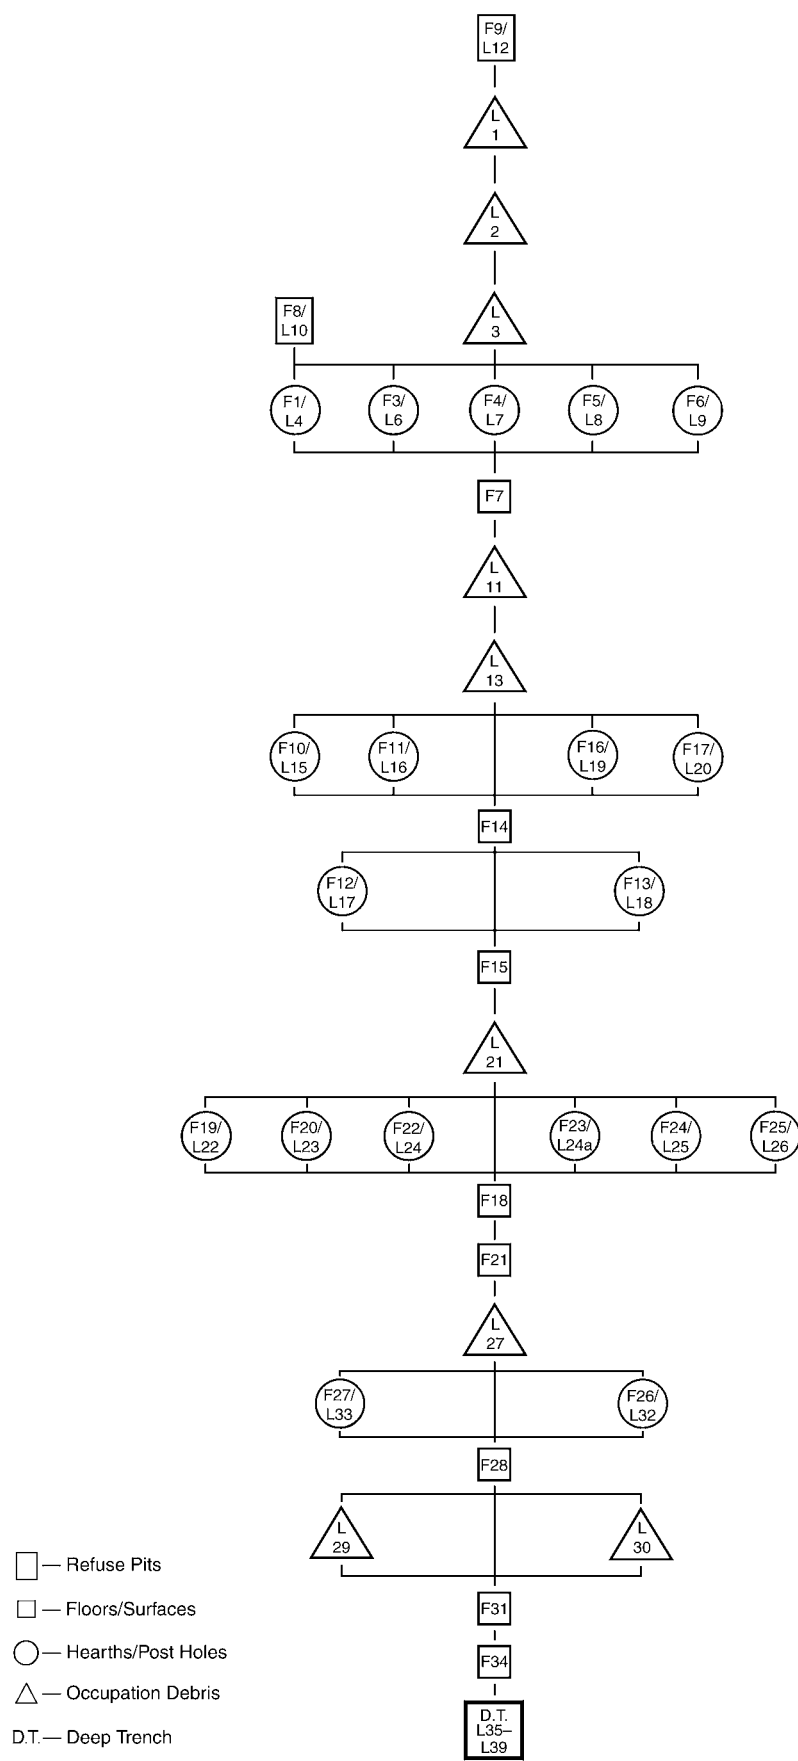 F9/
L12
L
1
L
2
L
3
F8/
L10
F1/
L4
F3/
L6
F4/
L7
F5/
L8
F6/
L9
F7
L
11
L
13
F10/
L15
F11/
L16
F16/
L19
F17/
L20
F14
F12/
L17
F13/
L18
F15
L
21
F19/
L22
F20/
L23
F22/
L24
F23/
L24a
F24/
L25
F25/
L26
F18
F21
L
27
F27/
L33
F26/
L32
F28
L
29
L
30
F31
F34
D.T.
L35–
L39
— Refuse Pits
— Floors/Surfaces
— Hearths/Post Holes
— Occupation Debris
D.T.— Deep Trench